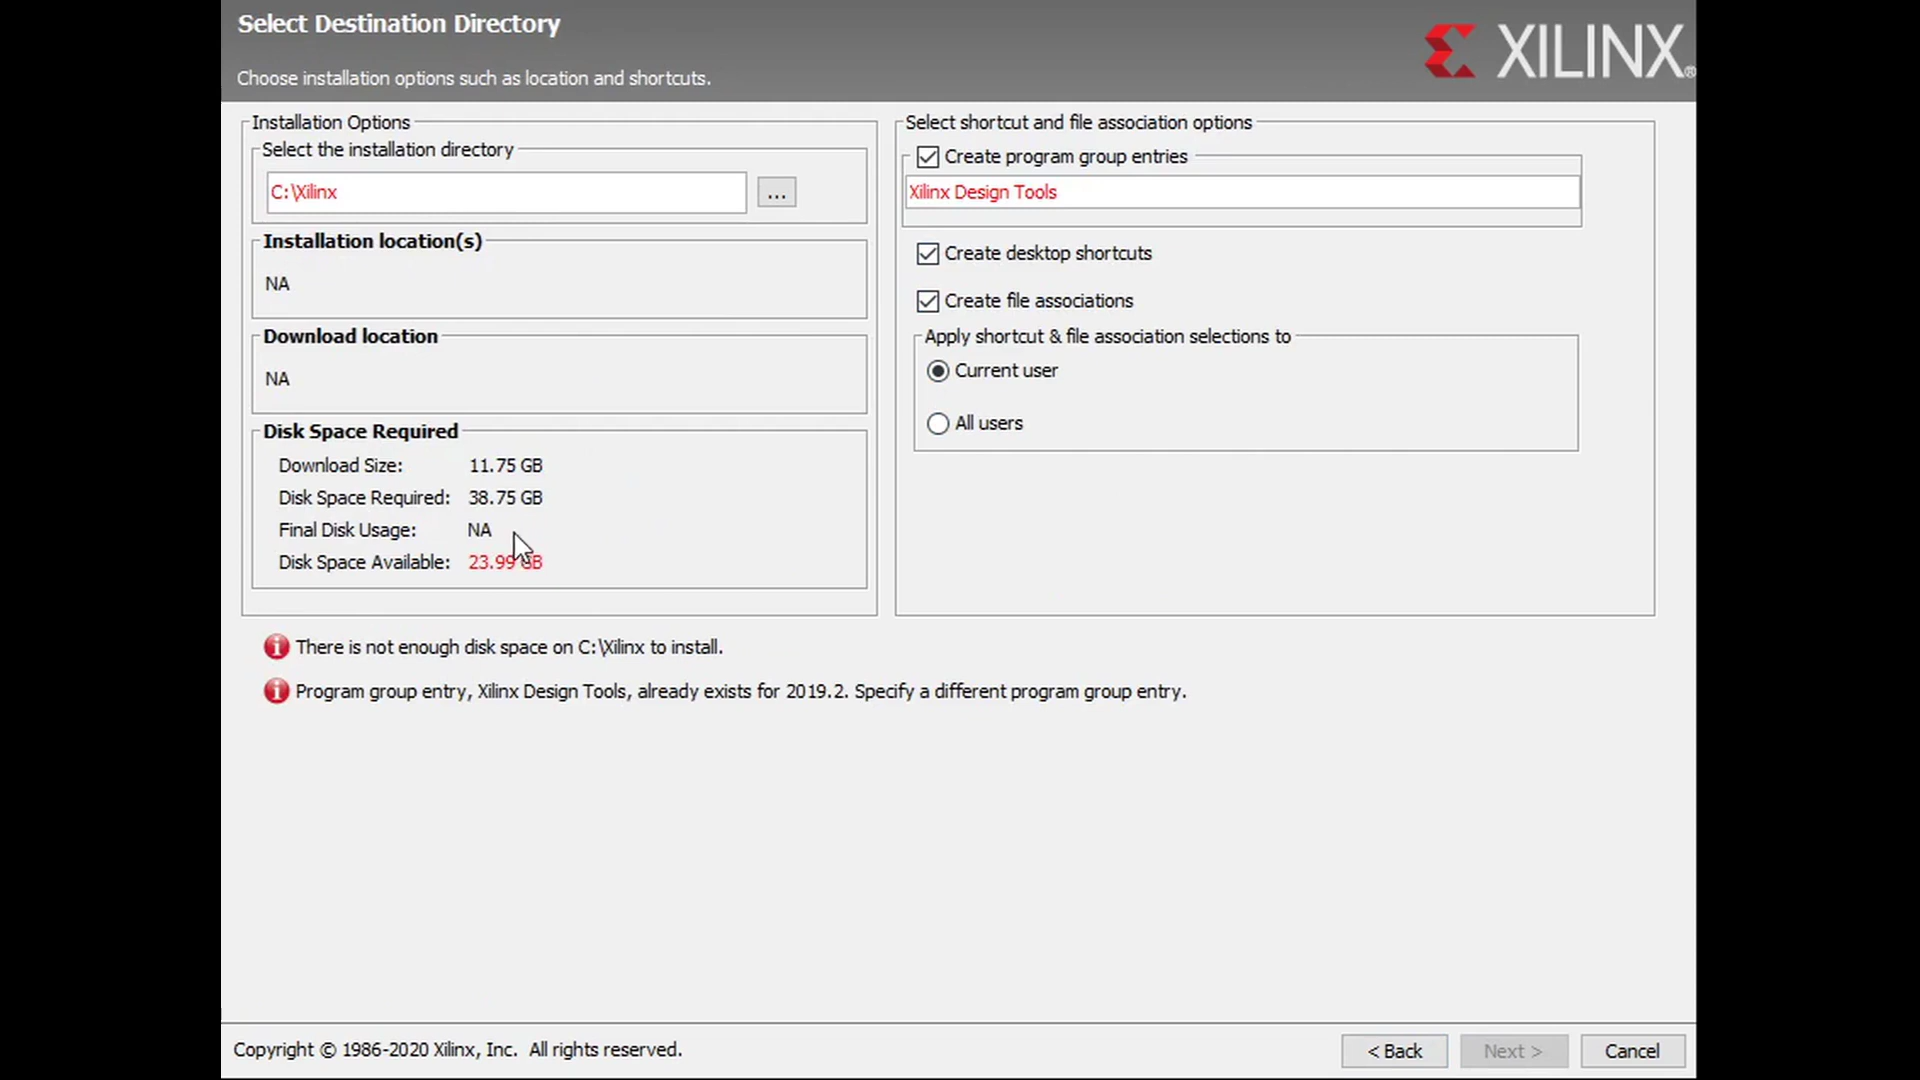 Select Destination Directory
XILINX®
Choose installation options such as location and shortcuts.
Installation Options
Select the installation directory
C:\Xilinx
...
Installation location(s)
NA
Download location
NA
Disk Space Required
Download Size: 11.75 GB
Disk Space Required: 38.75 GB
Final Disk Usage: NA
Disk Space Available: 23.99 GB
Select shortcut and file association options
Create program group entries
Xilinx Design Tools
Create desktop shortcuts
Create file associations
Apply shortcut & file association selections to
Current user
All users
There is not enough disk space on C:\Xilinx to install.
Program group entry, Xilinx Design Tools, already exists for 2019.2. Specify a different program group entry.
Copyright © 1986-2020 Xilinx, Inc. All rights reserved.
< Back
Next >
Cancel